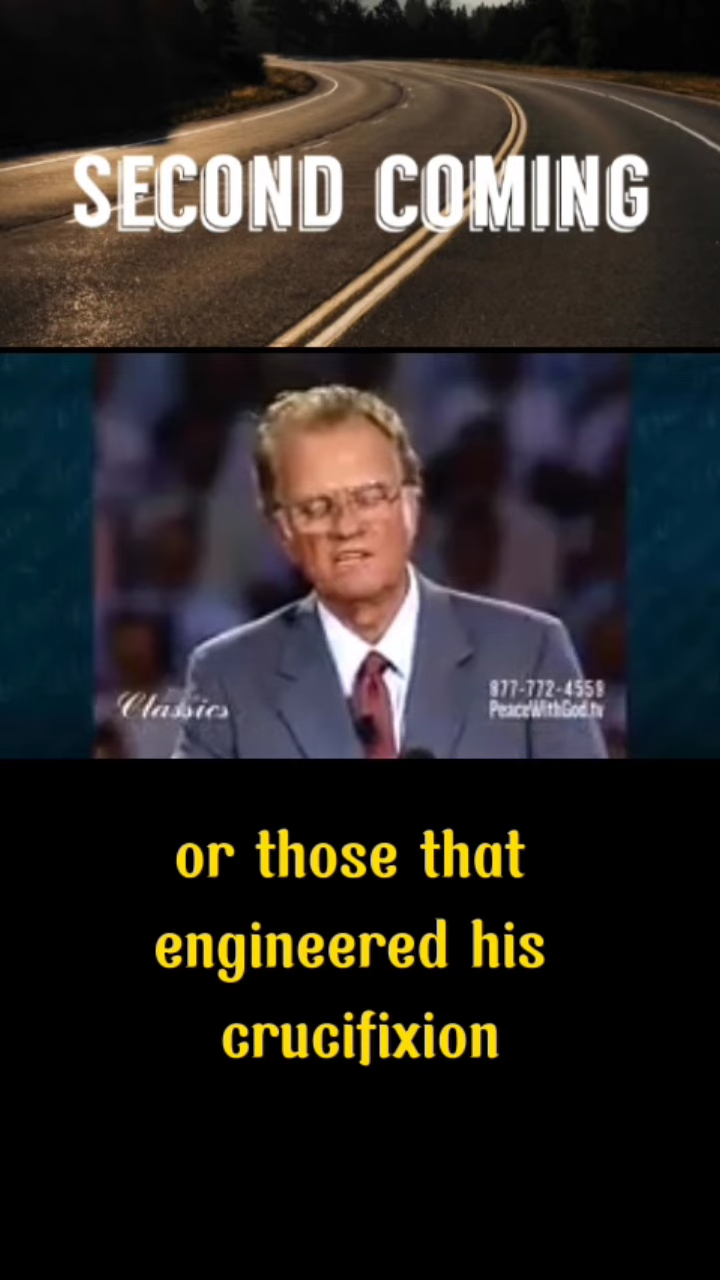 SECOND COMING
Classics
877-772-4559
PeaceWithGod.tv
or those that
engineered his
crucifixion